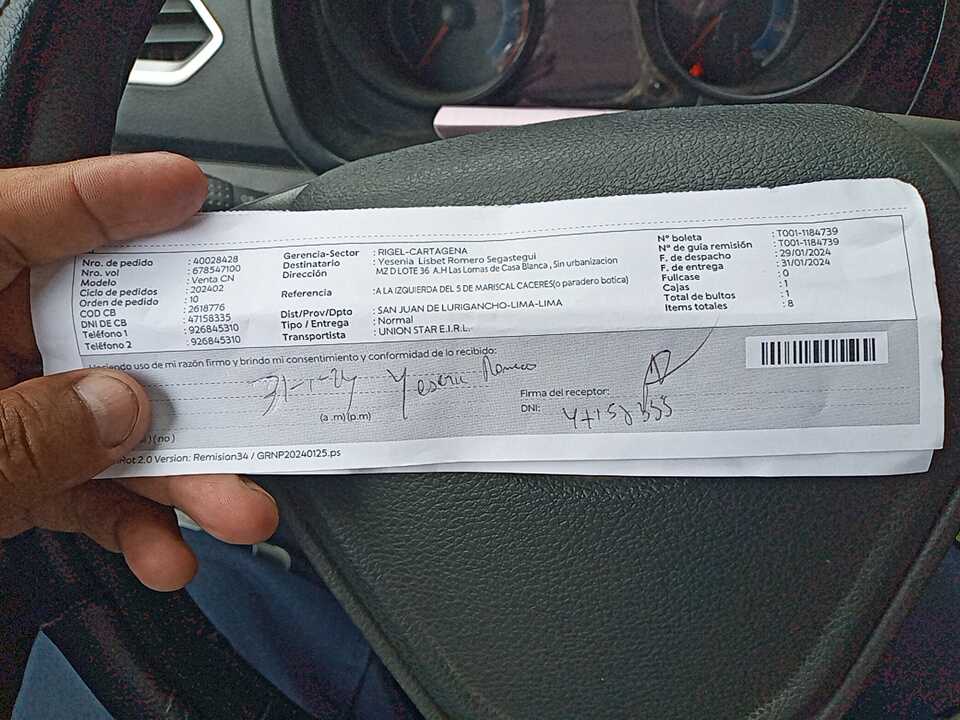 Nro. de pedido : 40028428
Nro. vol : 678547100
Modelo : Venta CN
Ciclo de pedidos : 202402
Orden de pedido : 10
COD CB : 2618776
DNI DE CB : 47158335
Teléfono 1 : 926845310
Teléfono 2 : 926845310
Gerencia-Sector : RIGEL-CARTAGENA
Destinatario : Yesenia Lisbet Romero Segastegui
Dirección MZ D LOTE 36 A.H Las Lomas de Casa Blanca , Sin urbanizacion
Referencia : A LA IZQUIERDA DEL 5 DE MARISCAL CACERES(o paradero botica)
Dist/Prov/Dpto : SAN JUAN DE LURIGANCHO-LIMA-LIMA
Tipo / Entrega : Normal
Transportista : UNION STAR E.I.R.L.
N° boleta : T001-1184739
N° de guía remisión : T001-1184739
F. de despacho : 29/01/2024
F. de entrega : 31/01/2024
Fullcase : 0
Cajas : 1
Total de bultos : 1
Items totales : 8
Haciendo uso de mi razón firmo y brindo mi consentimiento y conformidad de lo recibido:
31-1-24 Yesenia Romero
(a .m)(p.m)
Firma del receptor:
DNI: 47158335
) (no )
Rot 2.0 Version: Remision34 / GRNP20240125.ps